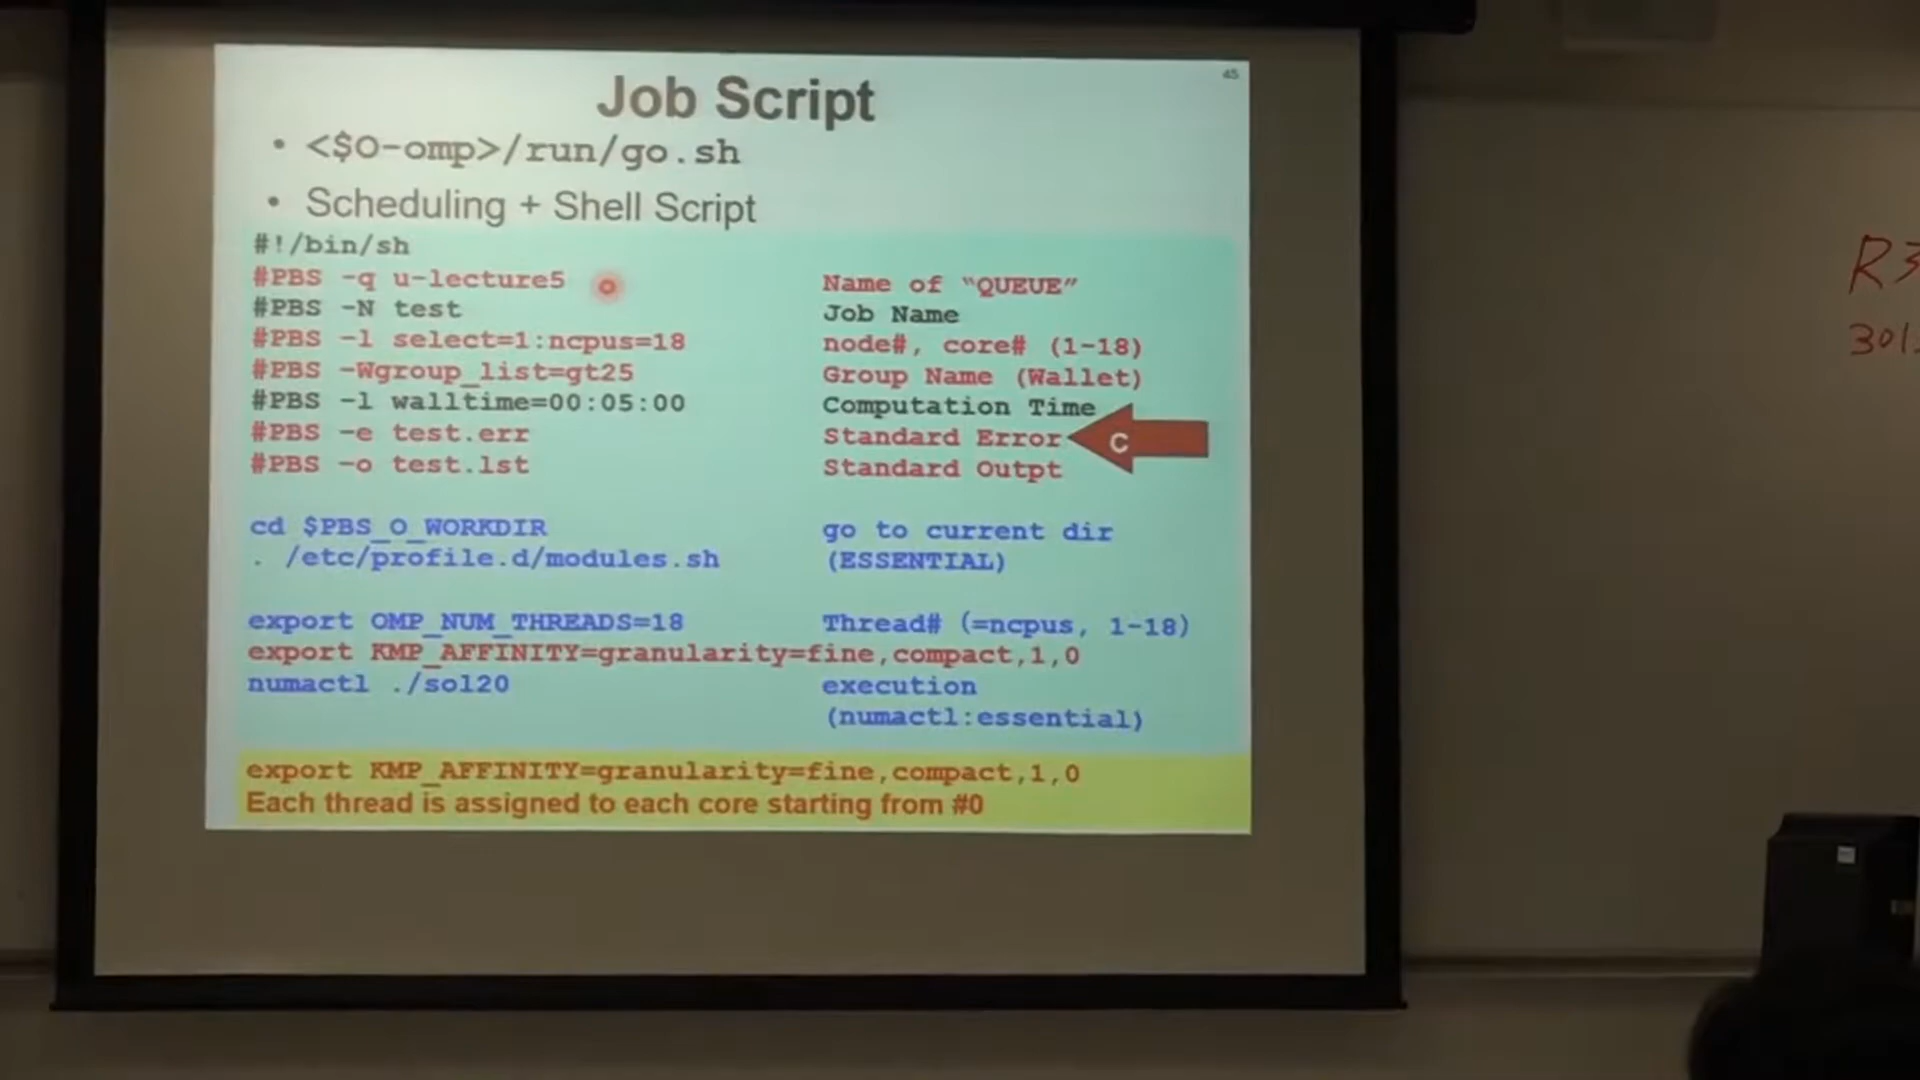 45
Job Script
• <$O-omp>/run/go.sh
• Scheduling + Shell Script
#!/bin/sh
#PBS -q u-lecture5 Name of “QUEUE”
#PBS -N test Job Name
#PBS -l select=1:ncpus=18 node#, core# (1-18)
#PBS -Wgroup_list=gt25 Group Name (Wallet)
#PBS -l walltime=00:05:00 Computation Time
#PBS -e test.err Standard Error C
#PBS -o test.lst Standard Outpt
cd $PBS_O_WORKDIR go to current dir
. /etc/profile.d/modules.sh (ESSENTIAL)
export OMP_NUM_THREADS=18 Thread# (=ncpus, 1-18)
export KMP_AFFINITY=granularity=fine,compact,1,0
numactl ./sol20 execution
(numactl:essential)
export KMP_AFFINITY=granularity=fine,compact,1,0
Each thread is assigned to each core starting from #0
R3
301